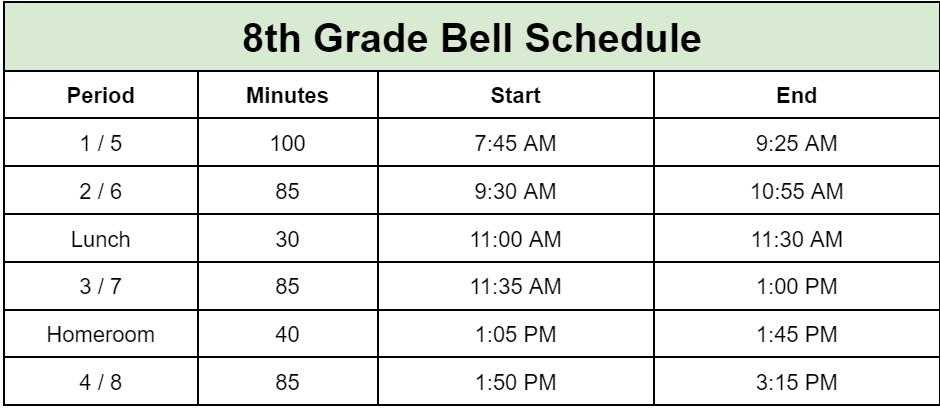 8th Grade Bell Schedule
Period Minutes Start End
1 / 5 100 7:45 AM 9:25 AM
2 / 6 85 9:30 AM 10:55 AM
Lunch 30 11:00 AM 11:30 AM
3 / 7 85 11:35 AM 1:00 PM
Homeroom 40 1:05 PM 1:45 PM
4 / 8 85 1:50 PM 3:15 PM